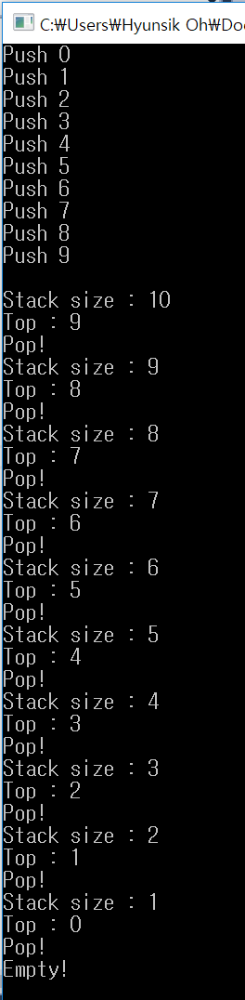 C:₩Users₩Hyunsik Oh₩Do
Push 0
Push 1
Push 2
Push 3
Push 4
Push 5
Push 6
Push 7
Push 8
Push 9
Stack size : 10
Top : 9
Pop!
Stack size : 9
Top : 8
Pop!
Stack size : 8
Top : 7
Pop!
Stack size : 7
Top : 6
Pop!
Stack size : 6
Top : 5
Pop!
Stack size : 5
Top : 4
Pop!
Stack size : 4
Top : 3
Pop!
Stack size : 3
Top : 2
Pop!
Stack size : 2
Top : 1
Pop!
Stack size : 1
Top : 0
Pop!
Empty!